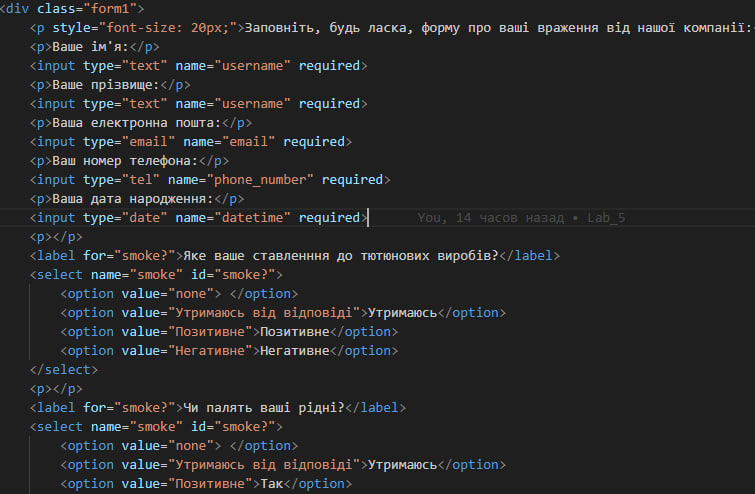 <div class="form1">
<p style="font-size: 20px;">Заповніть, будь ласка, форму про ваші враження від нашої компанії:
<p>Ваше ім'я:</p>
<input type="text" name="username" required>
<p>Ваше прізвище:</p>
<input type="text" name="username" required>
<p>Ваша електронна пошта:</p>
<input type="email" name="email" required>
<p>Ваш номер телефона:</p>
<input type="tel" name="phone_number" required>
<p>Ваша дата народження:</p>
<input type="date" name="datetime" required> You, 14 часов назад • Lab_5
<p></p>
<label for="smoke?">Яке ваше ставленння до тютюнових виробів?</label>
<select name="smoke" id="smoke?">
<option value="none"> </option>
<option value="Утримаюсь від відповіді">Утримаюсь</option>
<option value="Позитивне">Позитивне</option>
<option value="Негативне">Негативне</option>
</select>
<p></p>
<label for="smoke?">Чи палять ваші рідні?</label>
<select name="smoke" id="smoke?">
<option value="none"> </option>
<option value="Утримаюсь від відповіді">Утримаюсь</option>
<option value="Позитивне">Так</option>